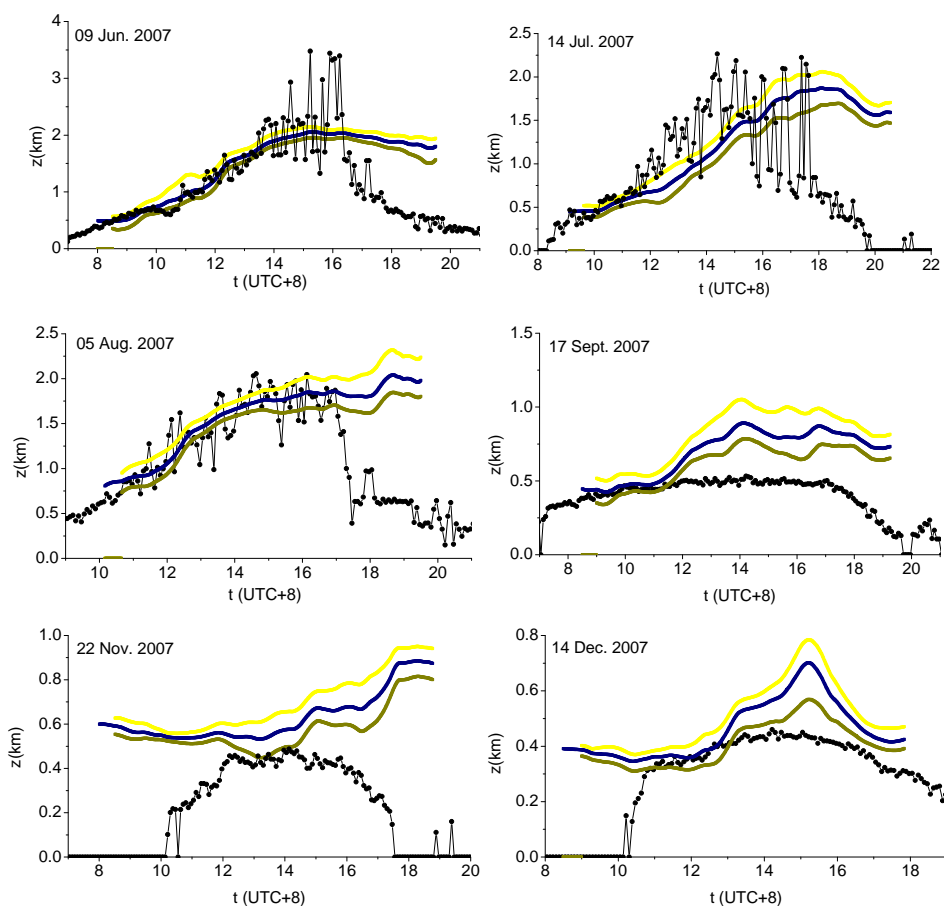 09 Jun. 2007
z(km)
4
3
2
1
0
8 10 12 14 16 18 20
t (UTC+8)
14 Jul. 2007
z(km)
2.5
2.0
1.5
1.0
0.5
0.0
8 10 12 14 16 18 20 22
t (UTC+8)
05 Aug. 2007
z(km)
2.5
2.0
1.5
1.0
0.5
0.0
10 12 14 16 18 20
t (UTC+8)
17 Sept. 2007
z(km)
1.5
1.0
0.5
0.0
8 10 12 14 16 18 20
t (UTC+8)
22 Nov. 2007
z(km)
1.0
0.8
0.6
0.4
0.2
0.0
8 10 12 14 16 18 20
t (UTC+8)
14 Dec. 2007
z(km)
0.8
0.6
0.4
0.2
0.0
8 10 12 14 16 18
t (UTC+8)